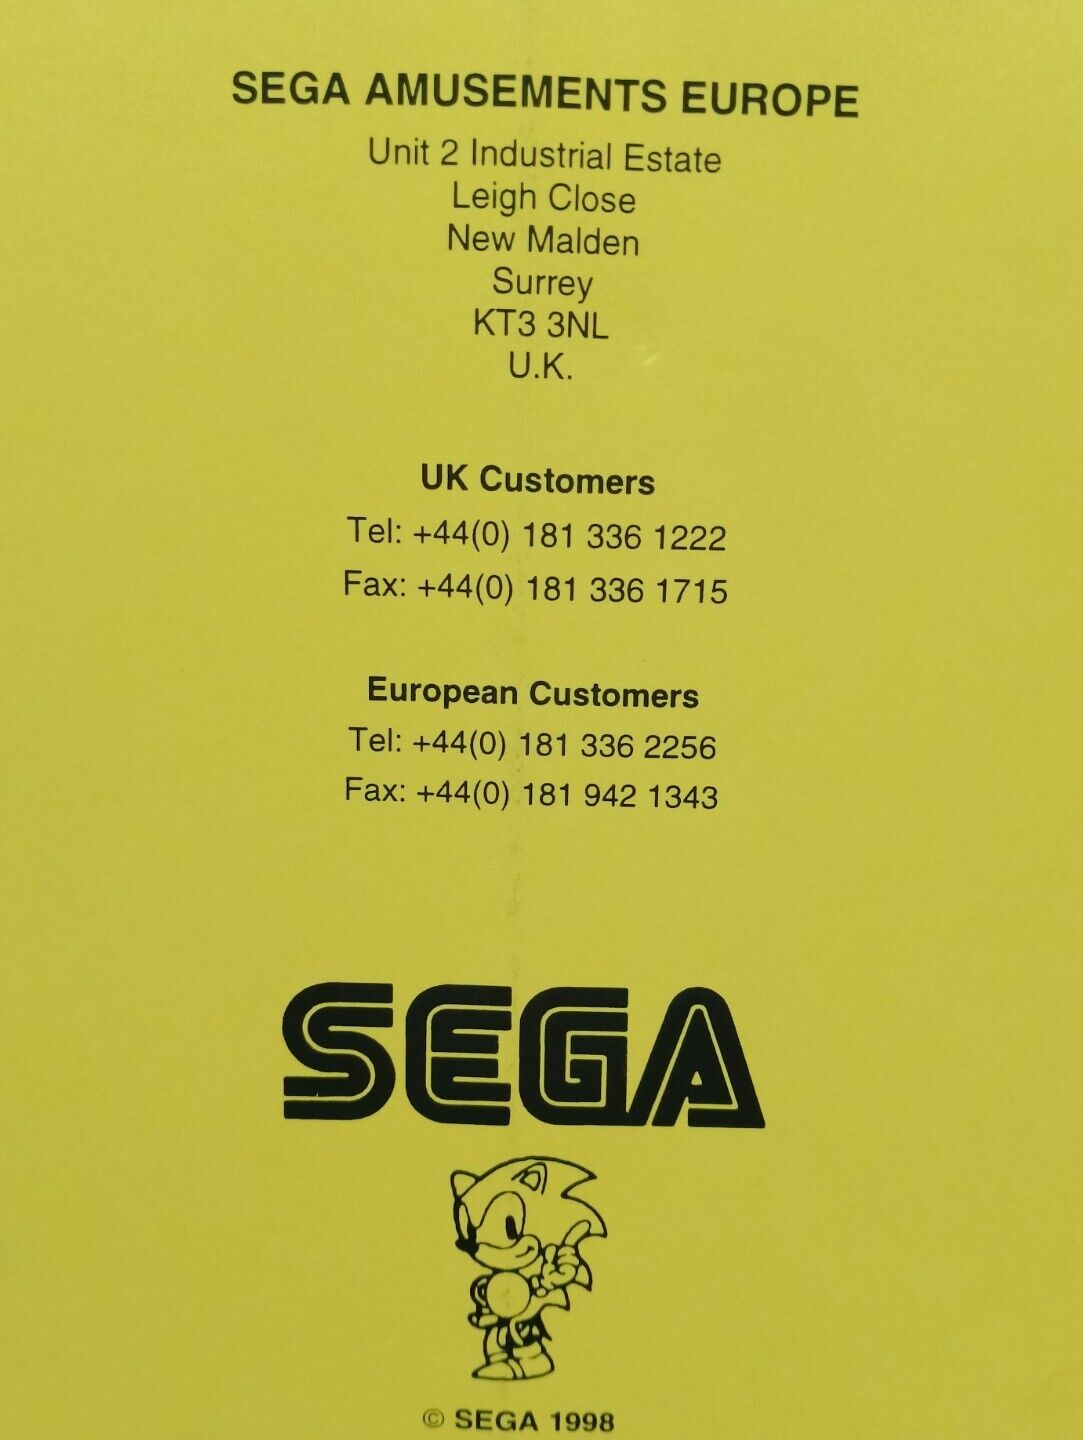 SEGA AMUSEMENTS EUROPE
Unit 2 Industrial Estate
Leigh Close
New Malden
Surrey
KT3 3NL
U.K.
UK Customers
Tel: +44(0) 181 336 1222
Fax: +44(0) 181 336 1715
European Customers
Tel: +44(0) 181 336 2256
Fax: +44(0) 181 942 1343
SEGA
© SEGA 1998